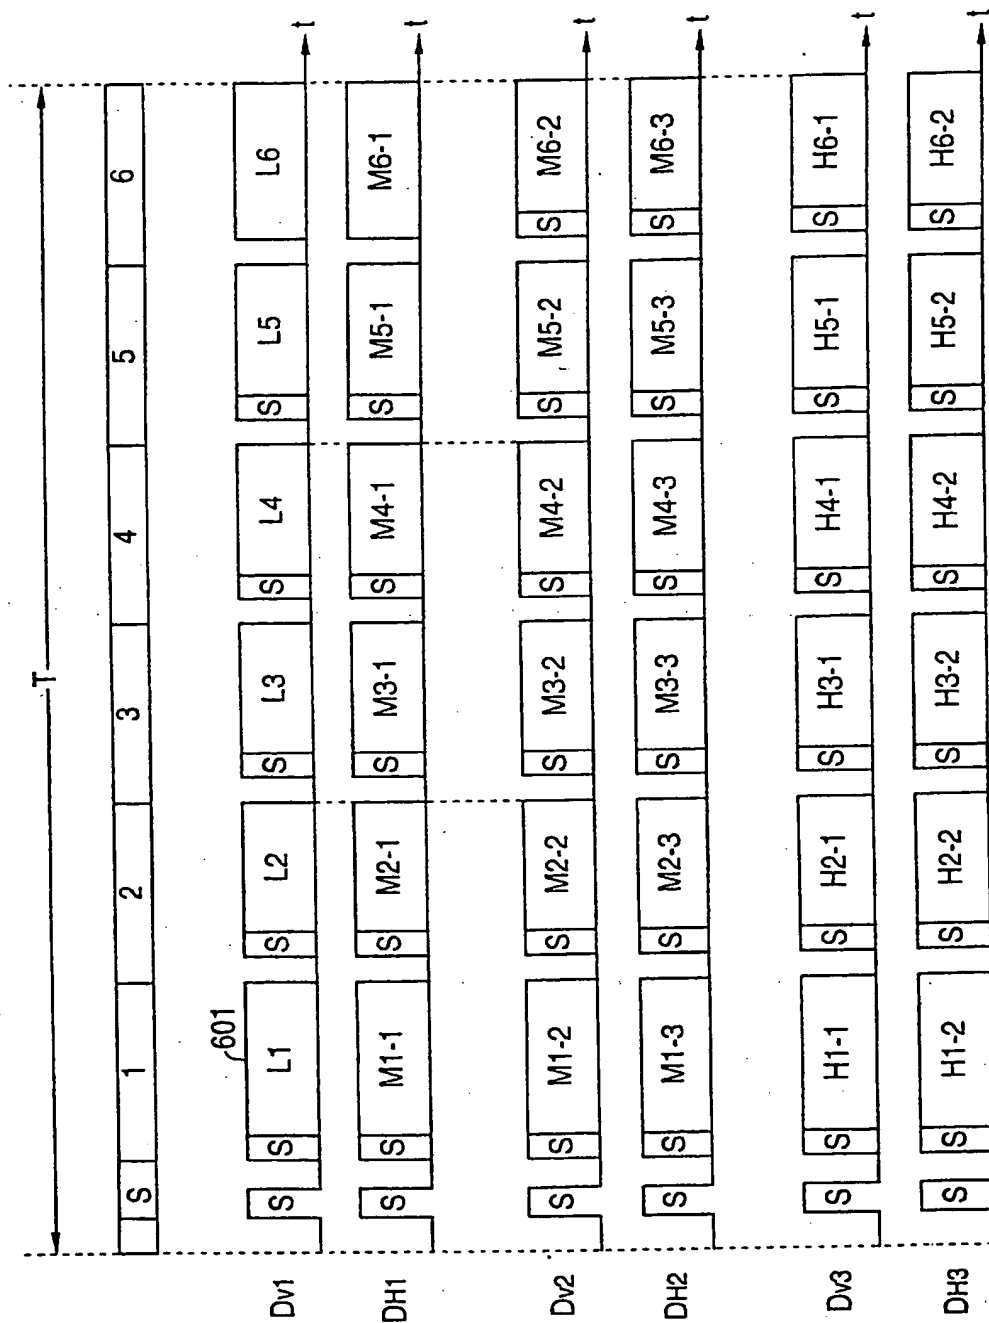 T
S 1 2 3 4 5 6
Dv1 S S L1 S L2 S L3 S L4 S L5 L6 t
601
DH1 S S M1-1 S M2-1 S M3-1 S M4-1 S M5-1 M6-1 t
Dv2 S S M1-2 S M2-2 S M3-2 S M4-2 S M5-2 S M6-2 t
DH2 S S M1-3 S M2-3 S M3-3 S M4-3 S M5-3 S M6-3 t
Dv3 S S H1-1 S H2-1 S H3-1 S H4-1 S H5-1 S H6-1 t
DH3 S S H1-2 S H2-2 S H3-2 S H4-2 S H5-2 S H6-2 t